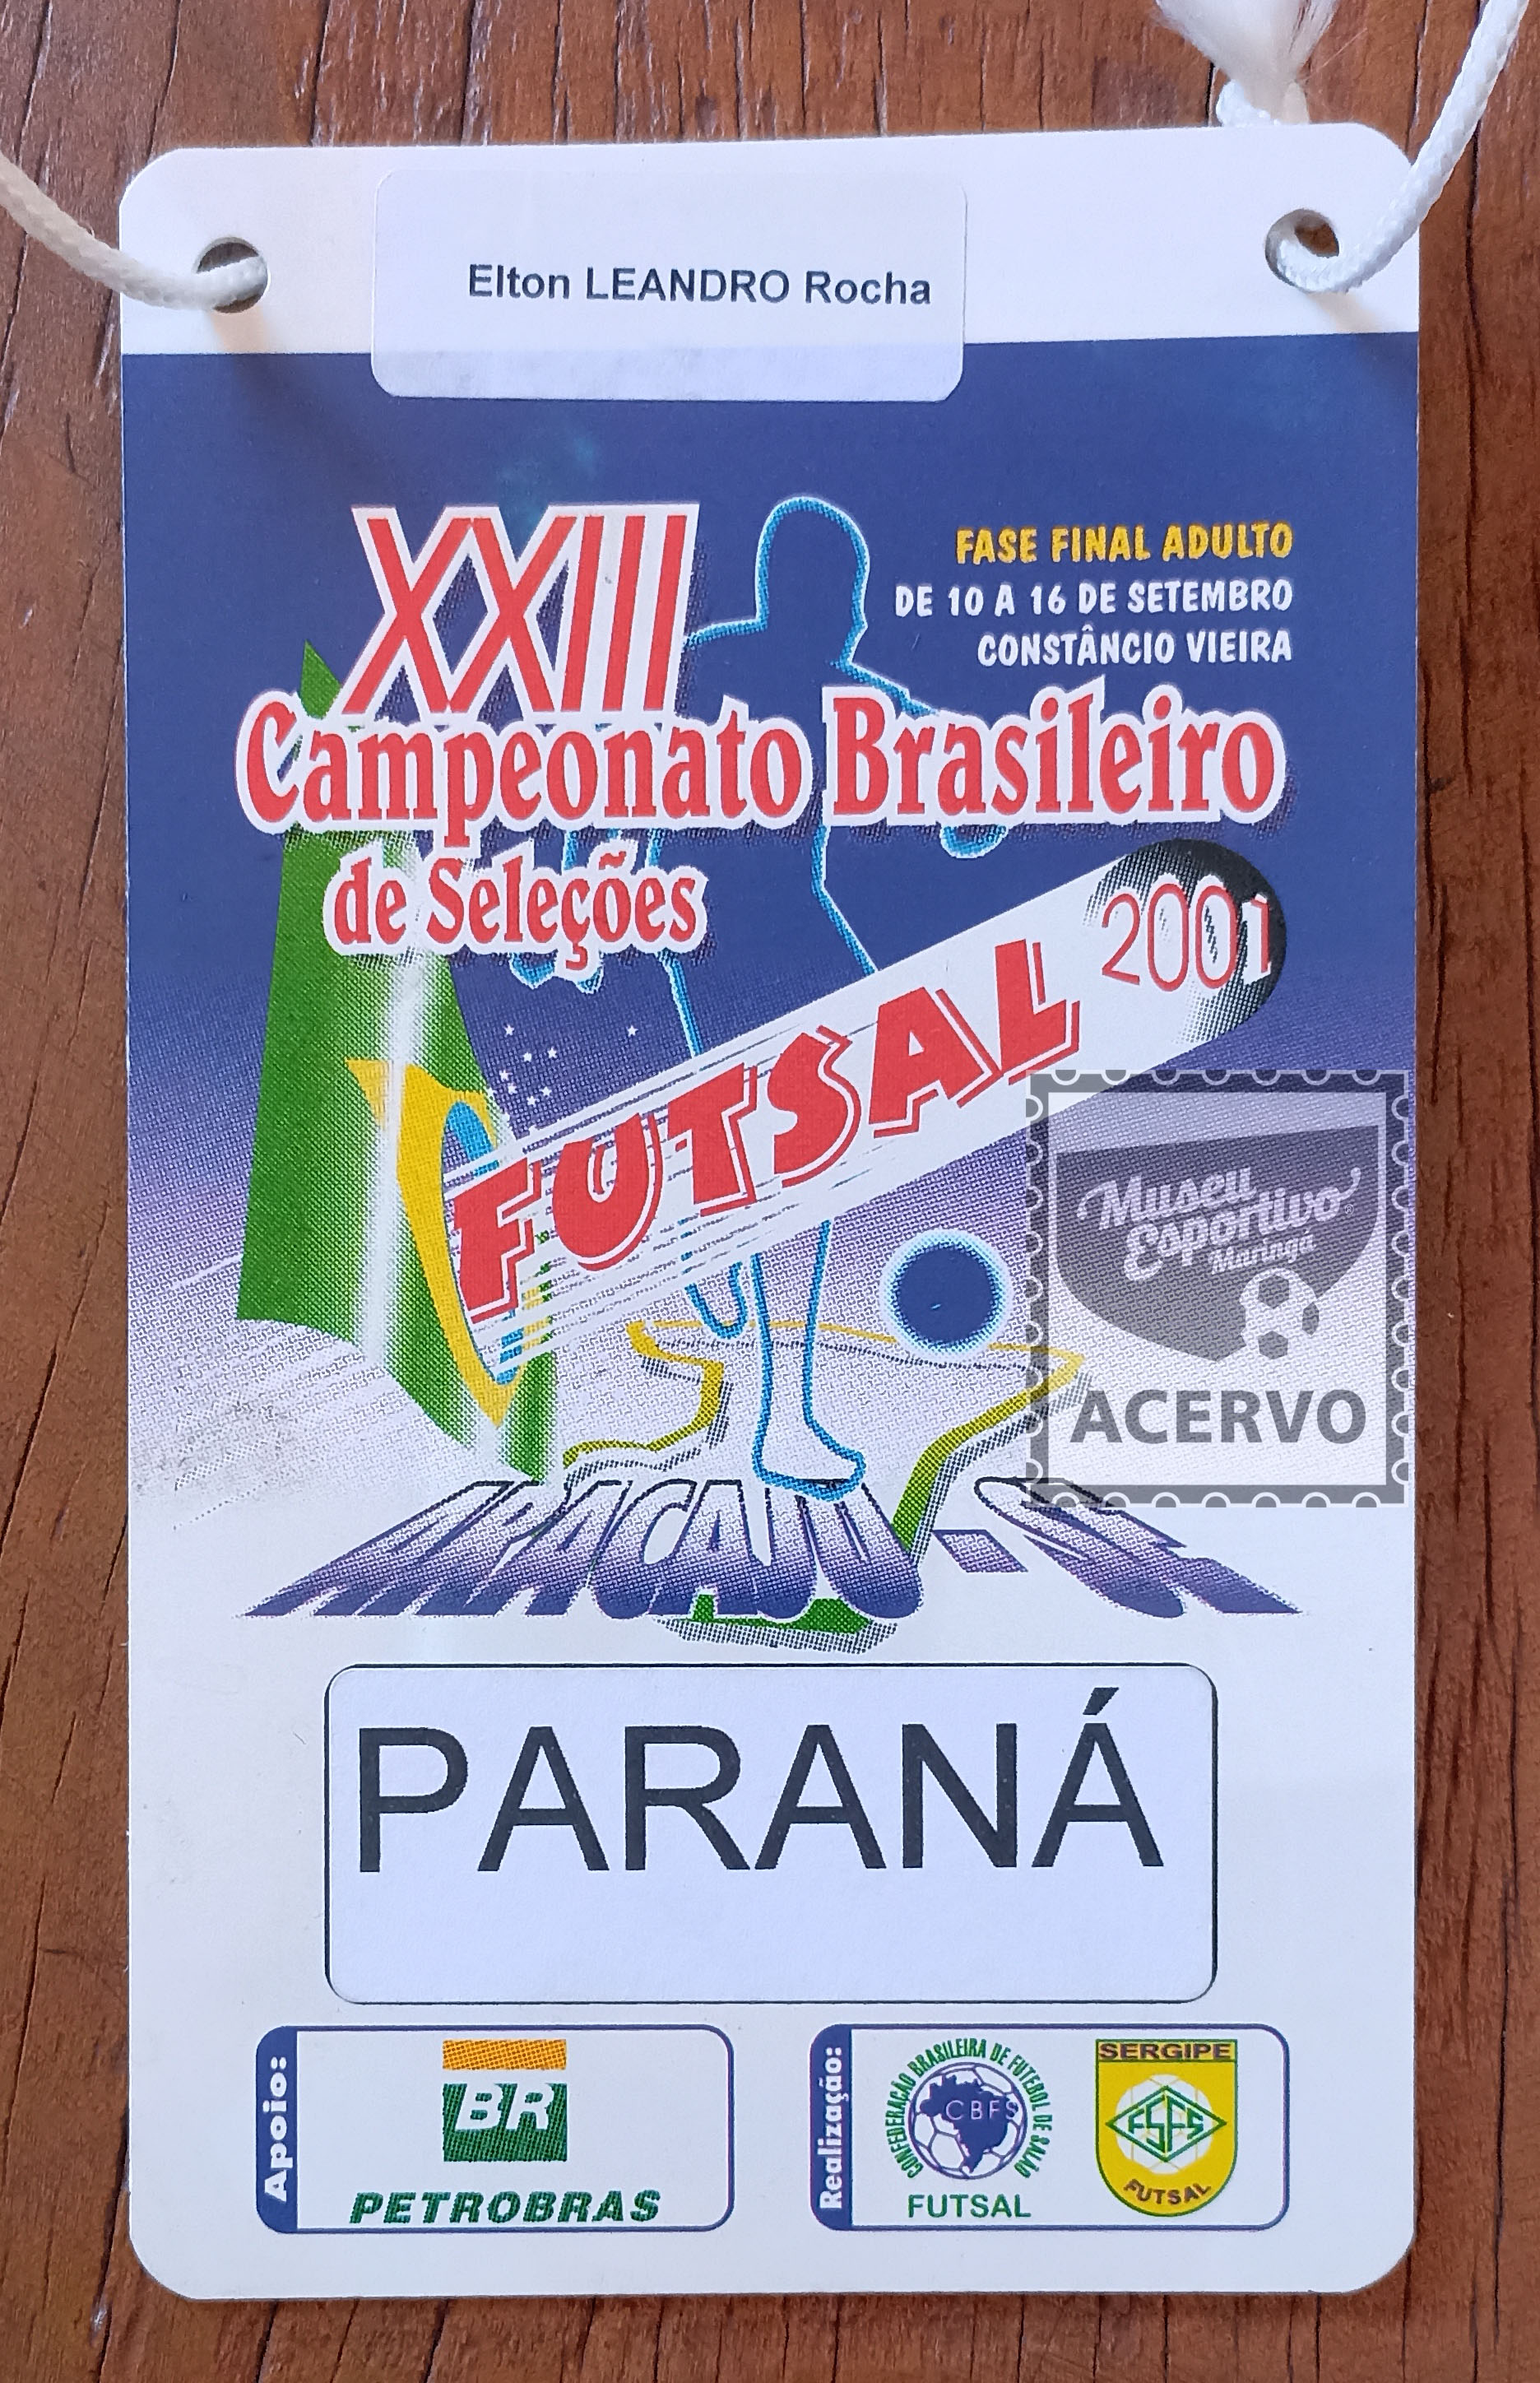 Elton LEANDRO Rocha
XXIII
FASE FINAL ADULTO
DE 10 A 16 DE SETEMBRO
CONSTÂNCIO VIEIRA
Campeonato Brasileiro
de Seleções
2001
FUTSAL
Museu
Esportivo
Maringá
ACERVO
ARACAJU - SE
PARANÁ
Apoio:
BR
PETROBRAS
Realização:
CONFEDERAÇÃO BRASILEIRA DE FUTEBOL DE SALÃO
CBFS
FUTSAL
SERGIPE
FSFS
FUTSAL